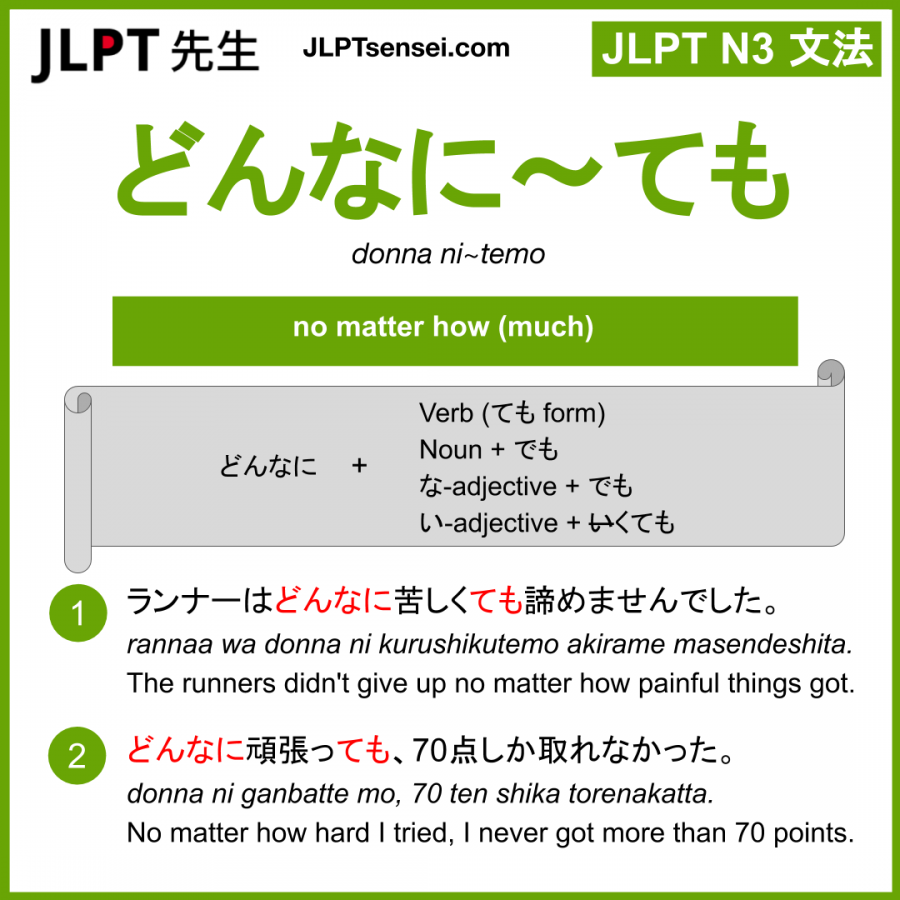 JLPT 先生
JLPTsensei.com
JLPT N3 文法
どんなに～ても
donna ni~temo
no matter how (much)
どんなに +
Verb (ても form)
Noun + でも
な-adjective + でも
い-adjective + いくても
1
ランナーはどんなに苦しくても諦めませんでした。
rannaa wa donna ni kurushikutemo akirame masendeshita.
The runners didn't give up no matter how painful things got.
2
どんなに頑張っても、70点しか取れなかった。
donna ni ganbatte mo, 70 ten shika torenakatta.
No matter how hard I tried, I never got more than 70 points.